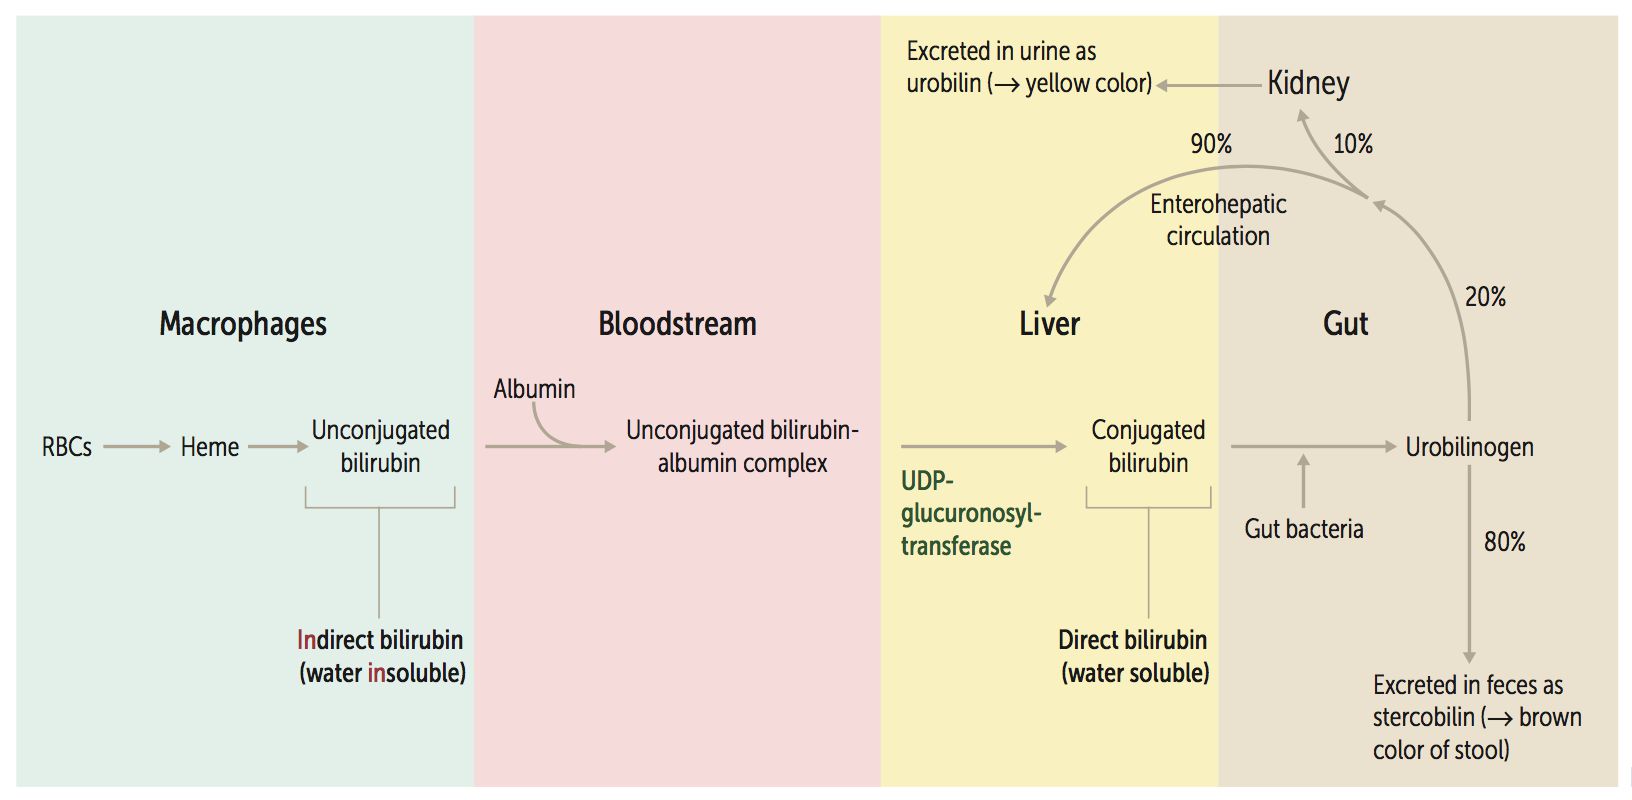 Excreted in urine as
urobilin (→ yellow color)
Kidney
90%
10%
Enterohepatic
circulation
20%
Macrophages
Bloodstream
Liver
Gut
Albumin
RBCs
Heme
Unconjugated
bilirubin
Unconjugated bilirubin-
albumin complex
UDP-
glucuronosyl-
transferase
Conjugated
bilirubin
Urobilinogen
Gut bacteria
80%
Indirect bilirubin
(water insoluble)
Direct bilirubin
(water soluble)
Excreted in feces as
stercobilin (→ brown
color of stool)